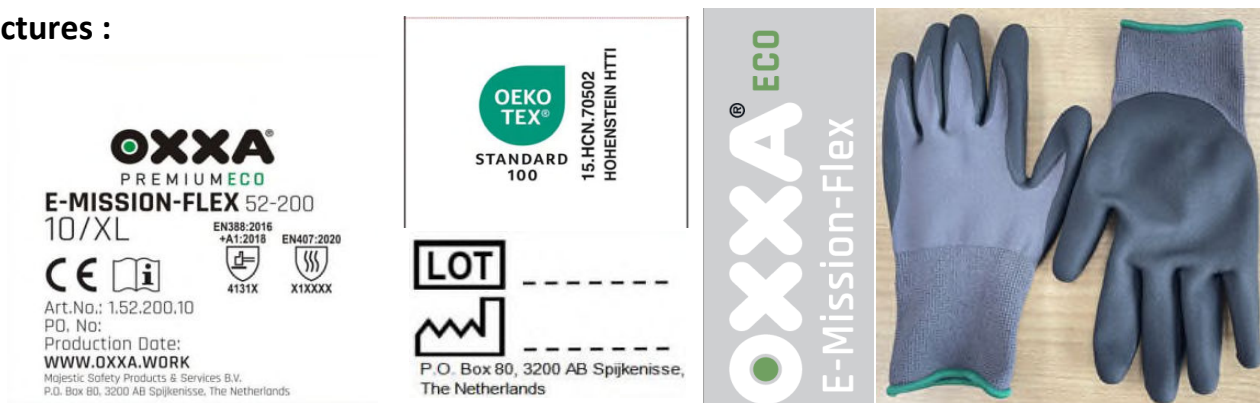 ctures :
OXXA®
PREMIUMECO
E-MISSION-FLEX 52-200
10/XL
EN388:2016
+A1:2018
EN407:2020
CE
i
4131X
X1XXXX
Art.No.: 1.52.200.10
PO. No:
Production Date:
WWW.OXXA.WORK
Majestic Safety Products & Services B.V.
P.O. Box 80, 3200 AB Spijkenisse, The Netherlands
OEKO
TEX®
STANDARD
100
15.HCN.70502
HOHENSTEIN HTTI
LOT
P.O. Box 80, 3200 AB Spijkenisse,
The Netherlands
OXXA® ECO
E-Mission-Flex